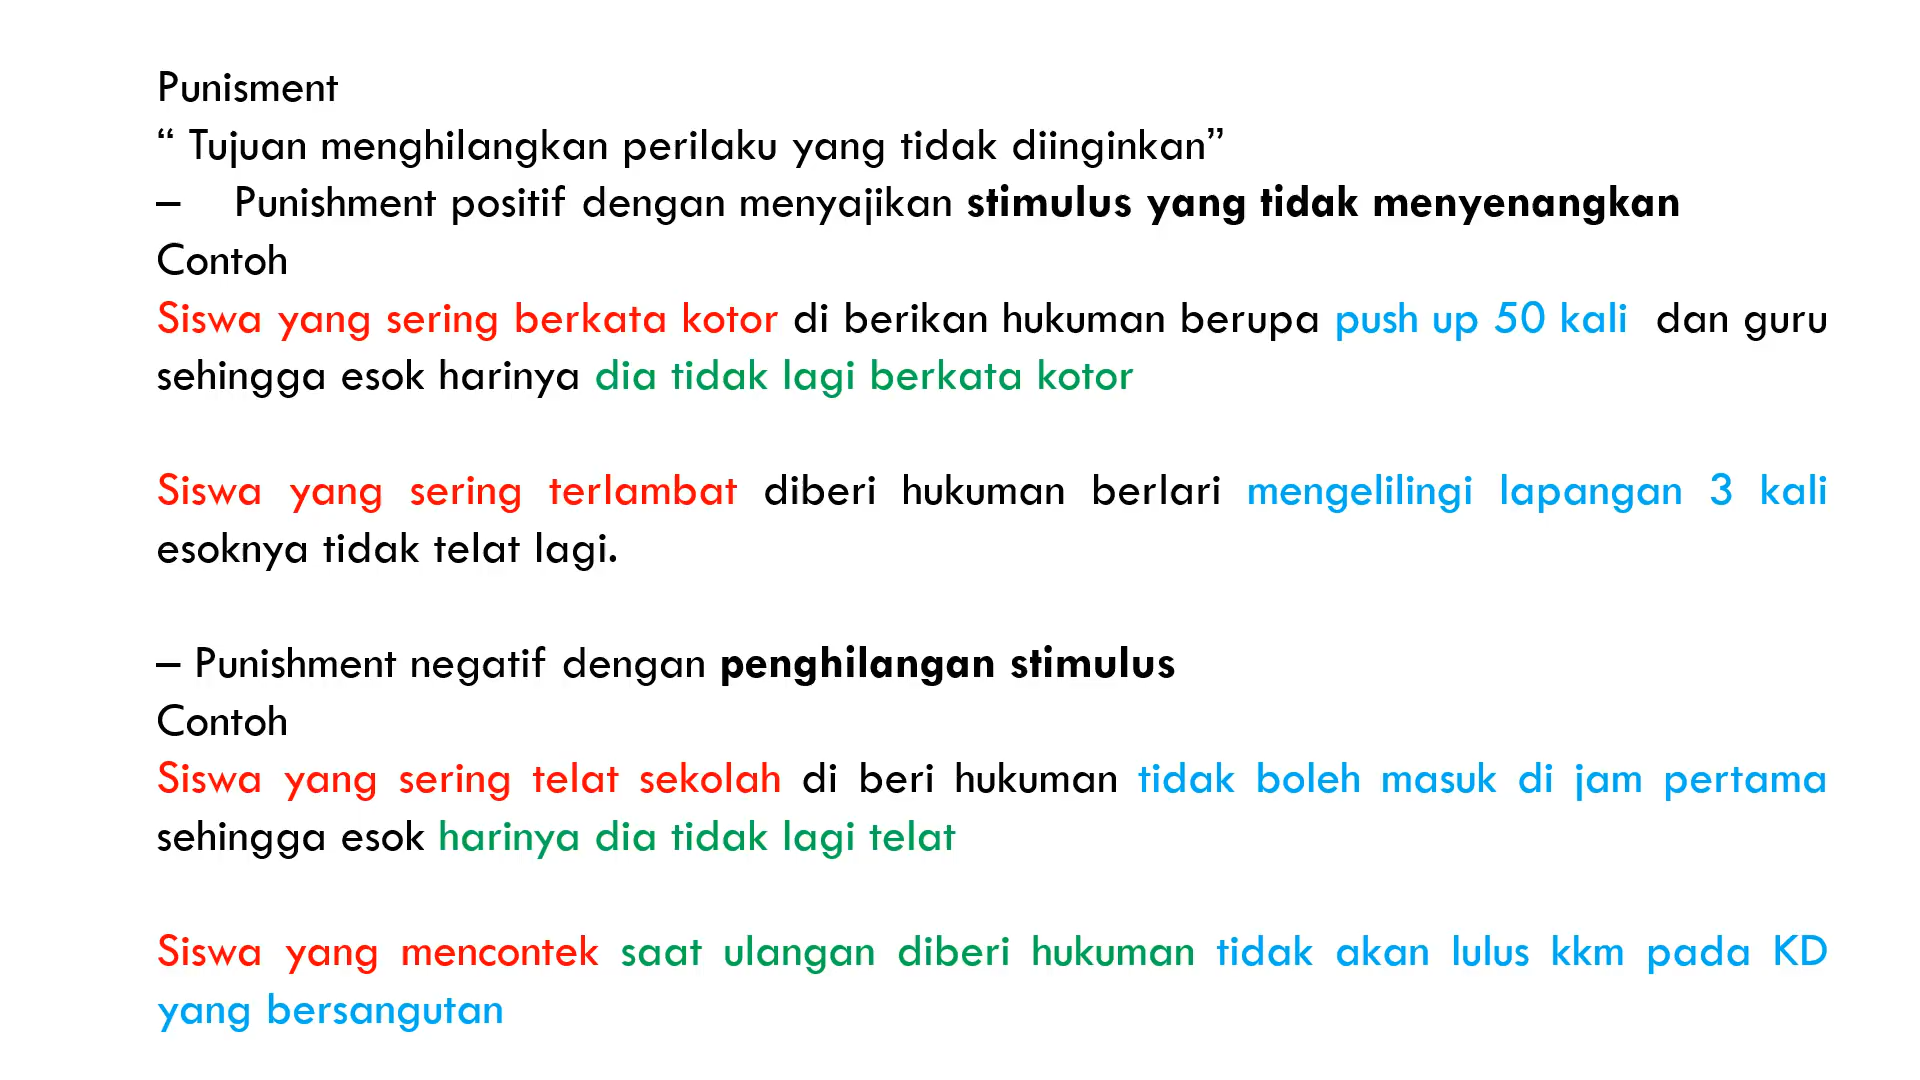 Punisment
“ Tujuan menghilangkan perilaku yang tidak diinginkan”
– Punishment positif dengan menyajikan stimulus yang tidak menyenangkan
Contoh
Siswa yang sering berkata kotor di berikan hukuman berupa push up 50 kali dan guru
sehingga esok harinya dia tidak lagi berkata kotor
Siswa yang sering terlambat diberi hukuman berlari mengelilingi lapangan 3 kali
esoknya tidak telat lagi.
– Punishment negatif dengan penghilangan stimulus
Contoh
Siswa yang sering telat sekolah di beri hukuman tidak boleh masuk di jam pertama
sehingga esok harinya dia tidak lagi telat
Siswa yang mencontek saat ulangan diberi hukuman tidak akan lulus kkm pada KD
yang bersangutan